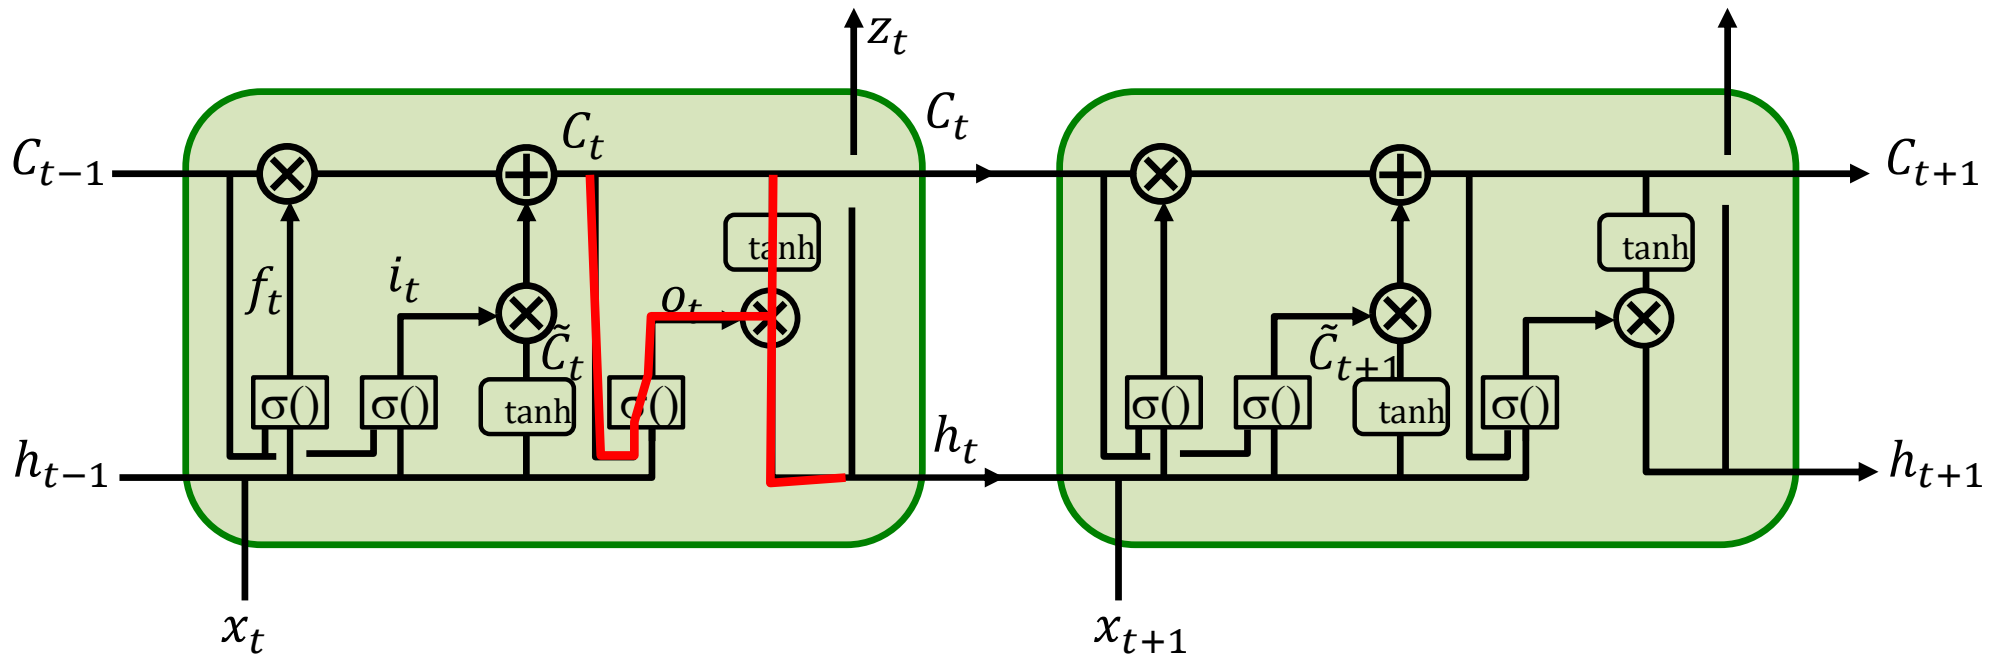 z_t
C_{t-1}
C_t
C_t
C_{t+1}
f_t
i_t
o_t
tanh
tanh
C̃_t
C̃_{t+1}
σ()
σ()
tanh
σ()
σ()
σ()
tanh
σ()
h_{t-1}
h_t
h_{t+1}
x_t
x_{t+1}